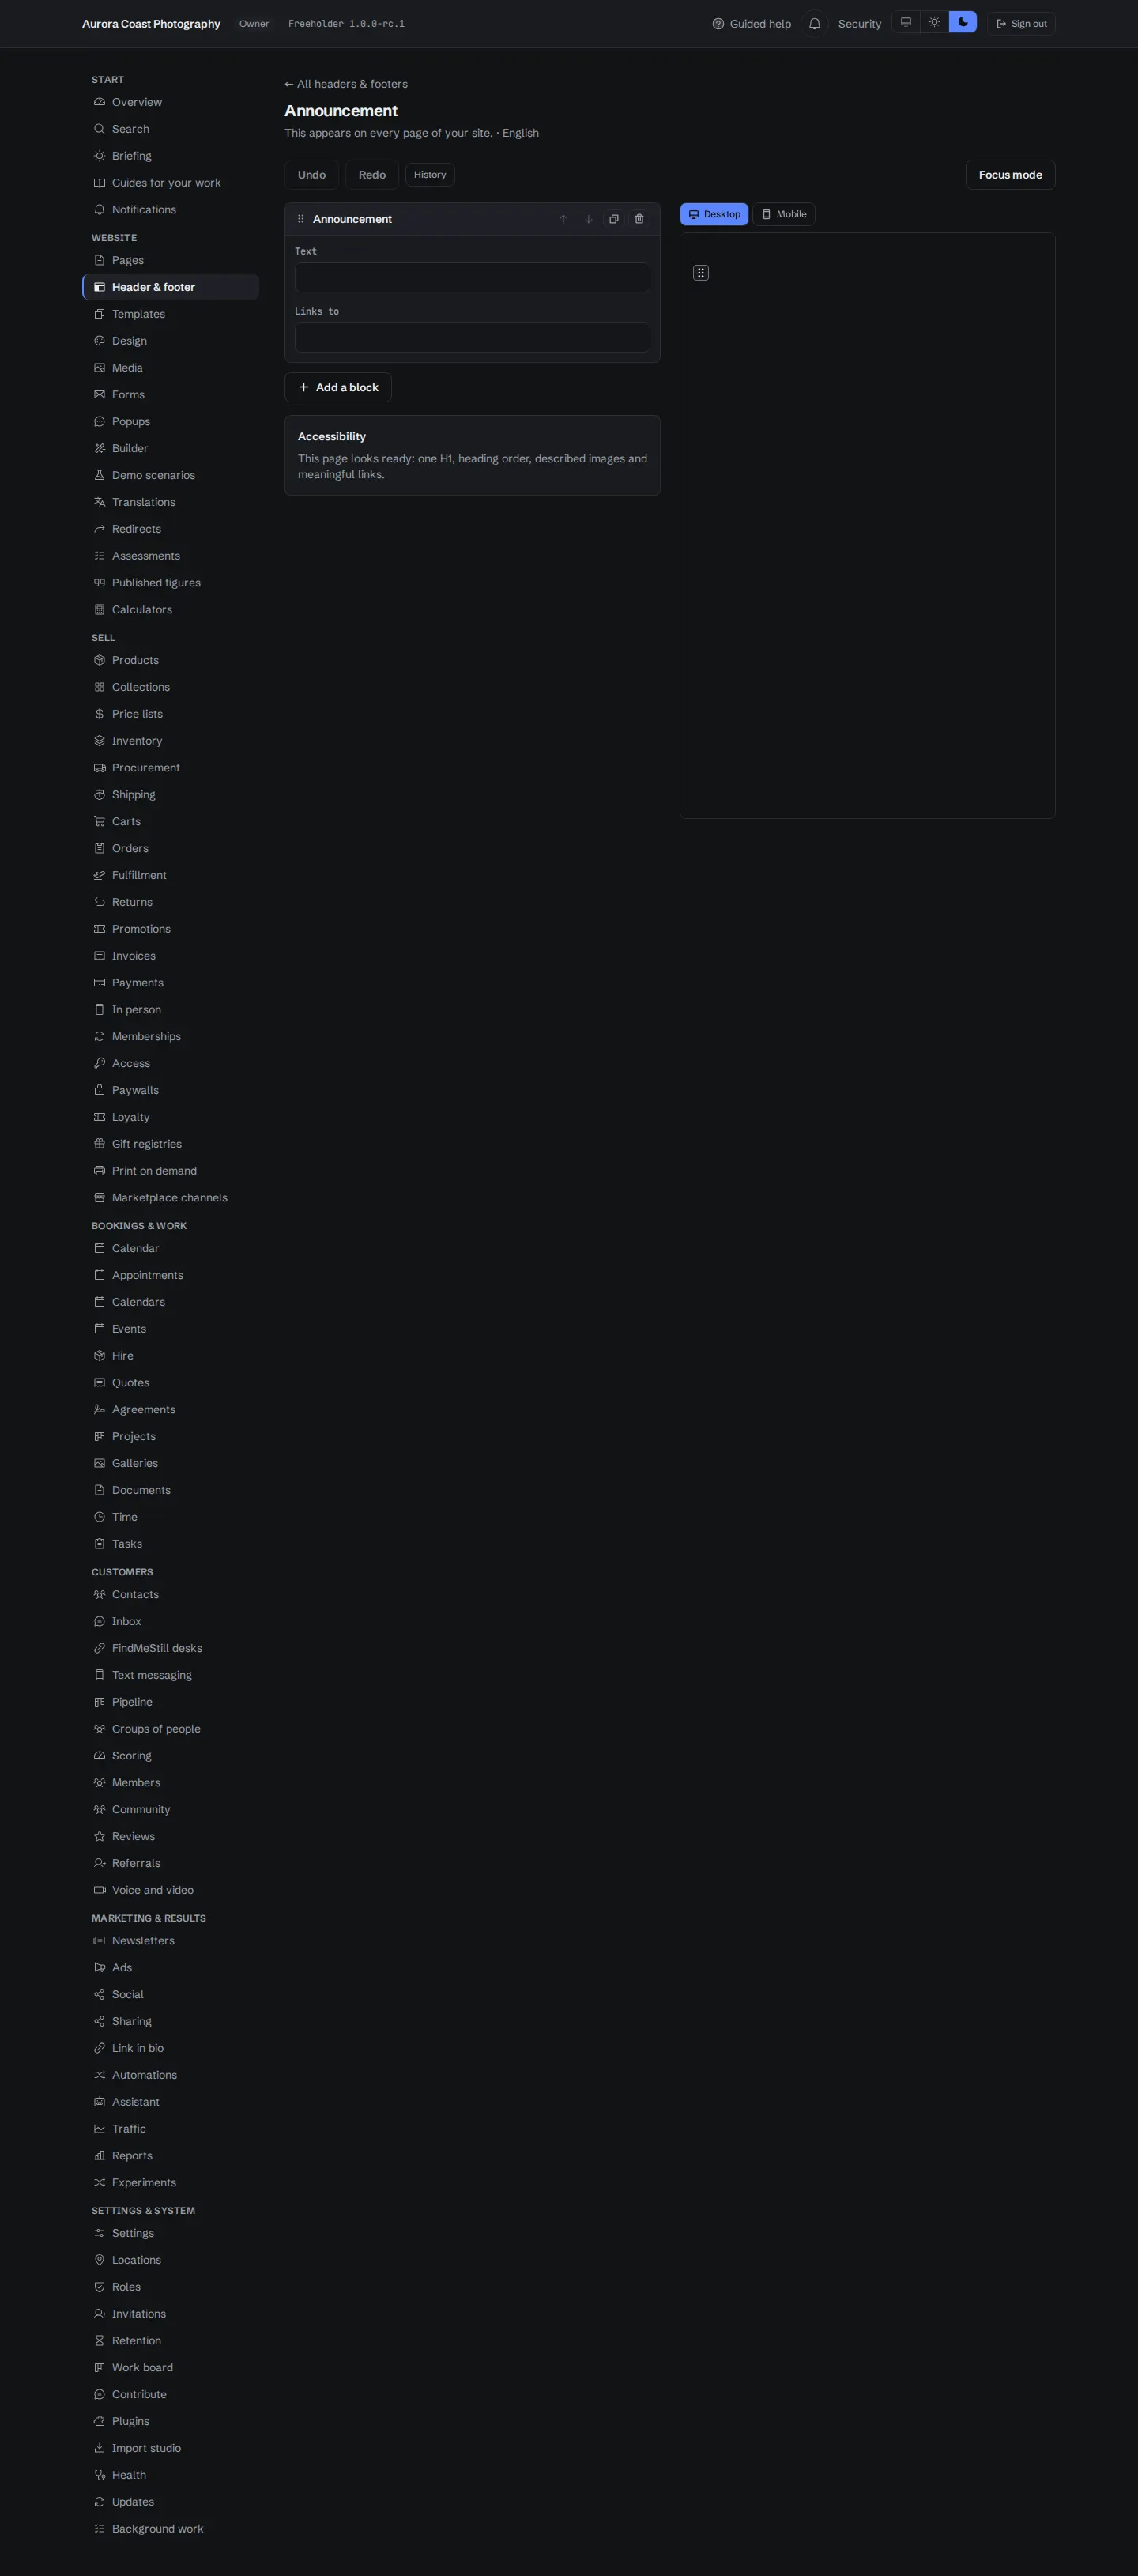 Aurora Coast Photography
Owner
Freeholder 1.0.0-rc.1
Guided help
Security
Sign out
START
Overview
Search
Briefing
Guides for your work
Notifications
WEBSITE
Pages
Header & footer
Templates
Design
Media
Forms
Popups
Builder
Demo scenarios
Translations
Redirects
Assessments
Published figures
Calculators
SELL
Products
Collections
Price lists
Inventory
Procurement
Shipping
Carts
Orders
Fulfillment
Returns
Promotions
Invoices
Payments
In person
Memberships
Access
Paywalls
Loyalty
Gift registries
Print on demand
Marketplace channels
BOOKINGS & WORK
Calendar
Appointments
Calendars
Events
Hire
Quotes
Agreements
Projects
Galleries
Documents
Time
Tasks
CUSTOMERS
Contacts
Inbox
FindMeStill desks
Text messaging
Pipeline
Groups of people
Scoring
Members
Community
Reviews
Referrals
Voice and video
MARKETING & RESULTS
Newsletters
Ads
Social
Sharing
Link in bio
Automations
Assistant
Traffic
Reports
Experiments
SETTINGS & SYSTEM
Settings
Locations
Roles
Invitations
Retention
Work board
Contribute
Plugins
Import studio
Health
Updates
Background work
← All headers & footers
Announcement
This appears on every page of your site. · English
Undo
Redo
History
Focus mode
Announcement
Text
Links to
Add a block
Accessibility
This page looks ready: one H1, heading order, described images and
meaningful links.
Desktop
Mobile